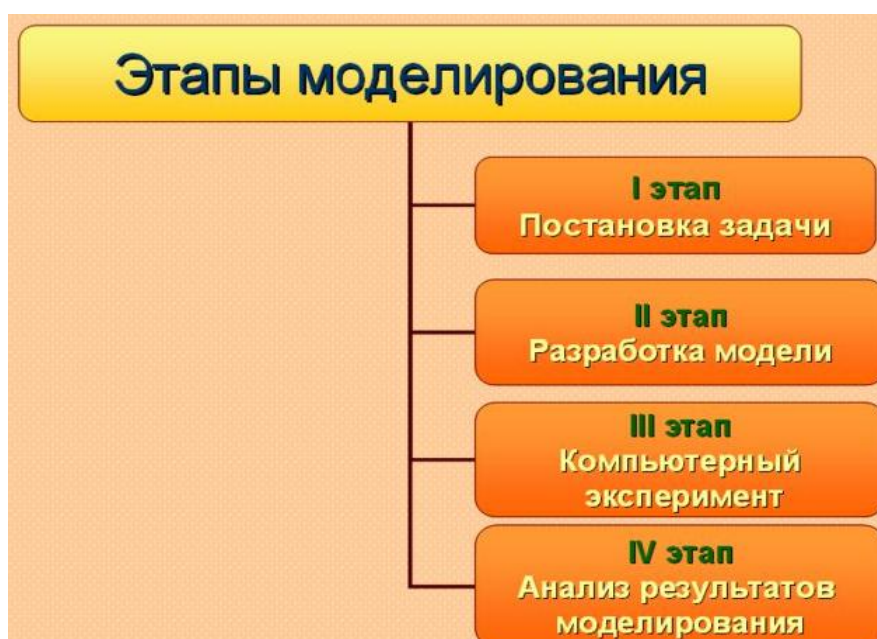 Этапы моделирования
I этап
Постановка задачи
II этап
Разработка модели
III этап
Компьютерный
эксперимент
IV этап
Анализ результатов
моделирования